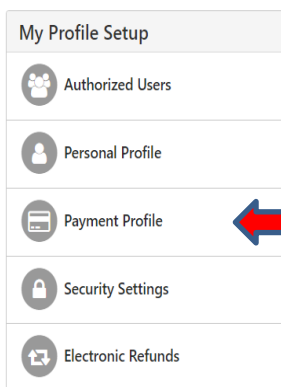 My Profile Setup
Authorized Users
Personal Profile
Payment Profile
Security Settings
Electronic Refunds